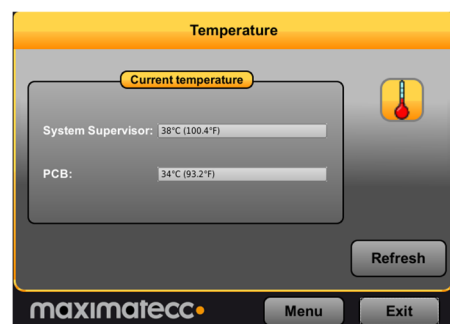 Temperature
Current temperature
System Supervisor: 38°C (100.4°F)
PCB: 34°C (93.2°F)
Refresh
maximatecc
Menu
Exit